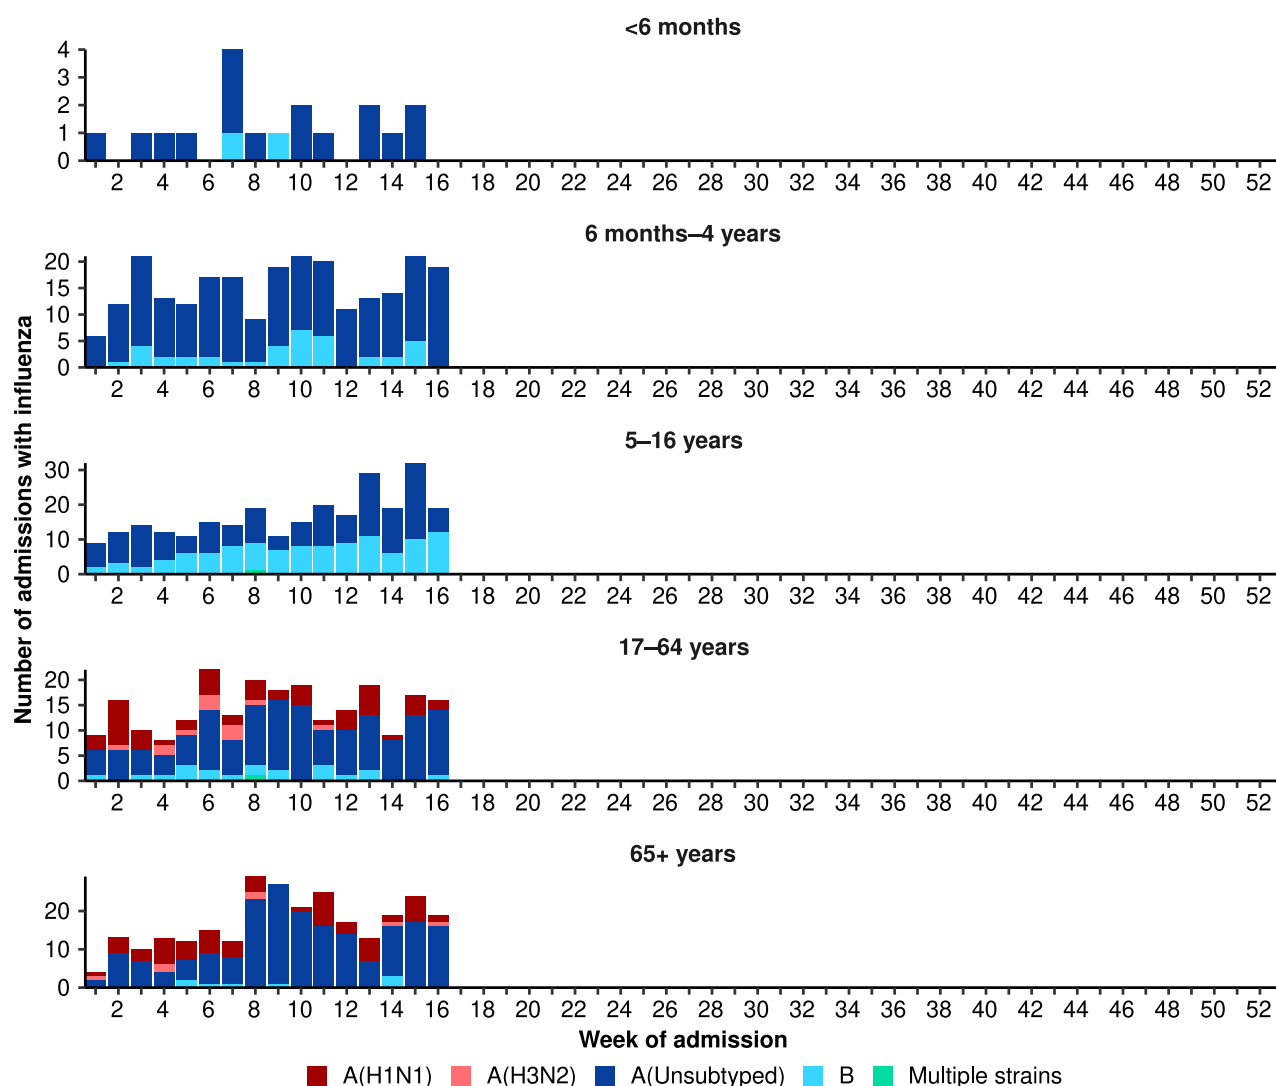 <6 months
4
3
2
1
0
2 4 6 8 10 12 14 16 18 20 22 24 26 28 30 32 34 36 38 40 42 44 46 48 50 52
6 months–4 years
20
15
10
5
0
2 4 6 8 10 12 14 16 18 20 22 24 26 28 30 32 34 36 38 40 42 44 46 48 50 52
Number of admissions with influenza
5–16 years
30
20
10
0
2 4 6 8 10 12 14 16 18 20 22 24 26 28 30 32 34 36 38 40 42 44 46 48 50 52
17–64 years
20
15
10
5
0
2 4 6 8 10 12 14 16 18 20 22 24 26 28 30 32 34 36 38 40 42 44 46 48 50 52
65+ years
20
10
0
2 4 6 8 10 12 14 16 18 20 22 24 26 28 30 32 34 36 38 40 42 44 46 48 50 52
Week of admission
A(H1N1) A(H3N2) A(Unsubtyped) B Multiple strains